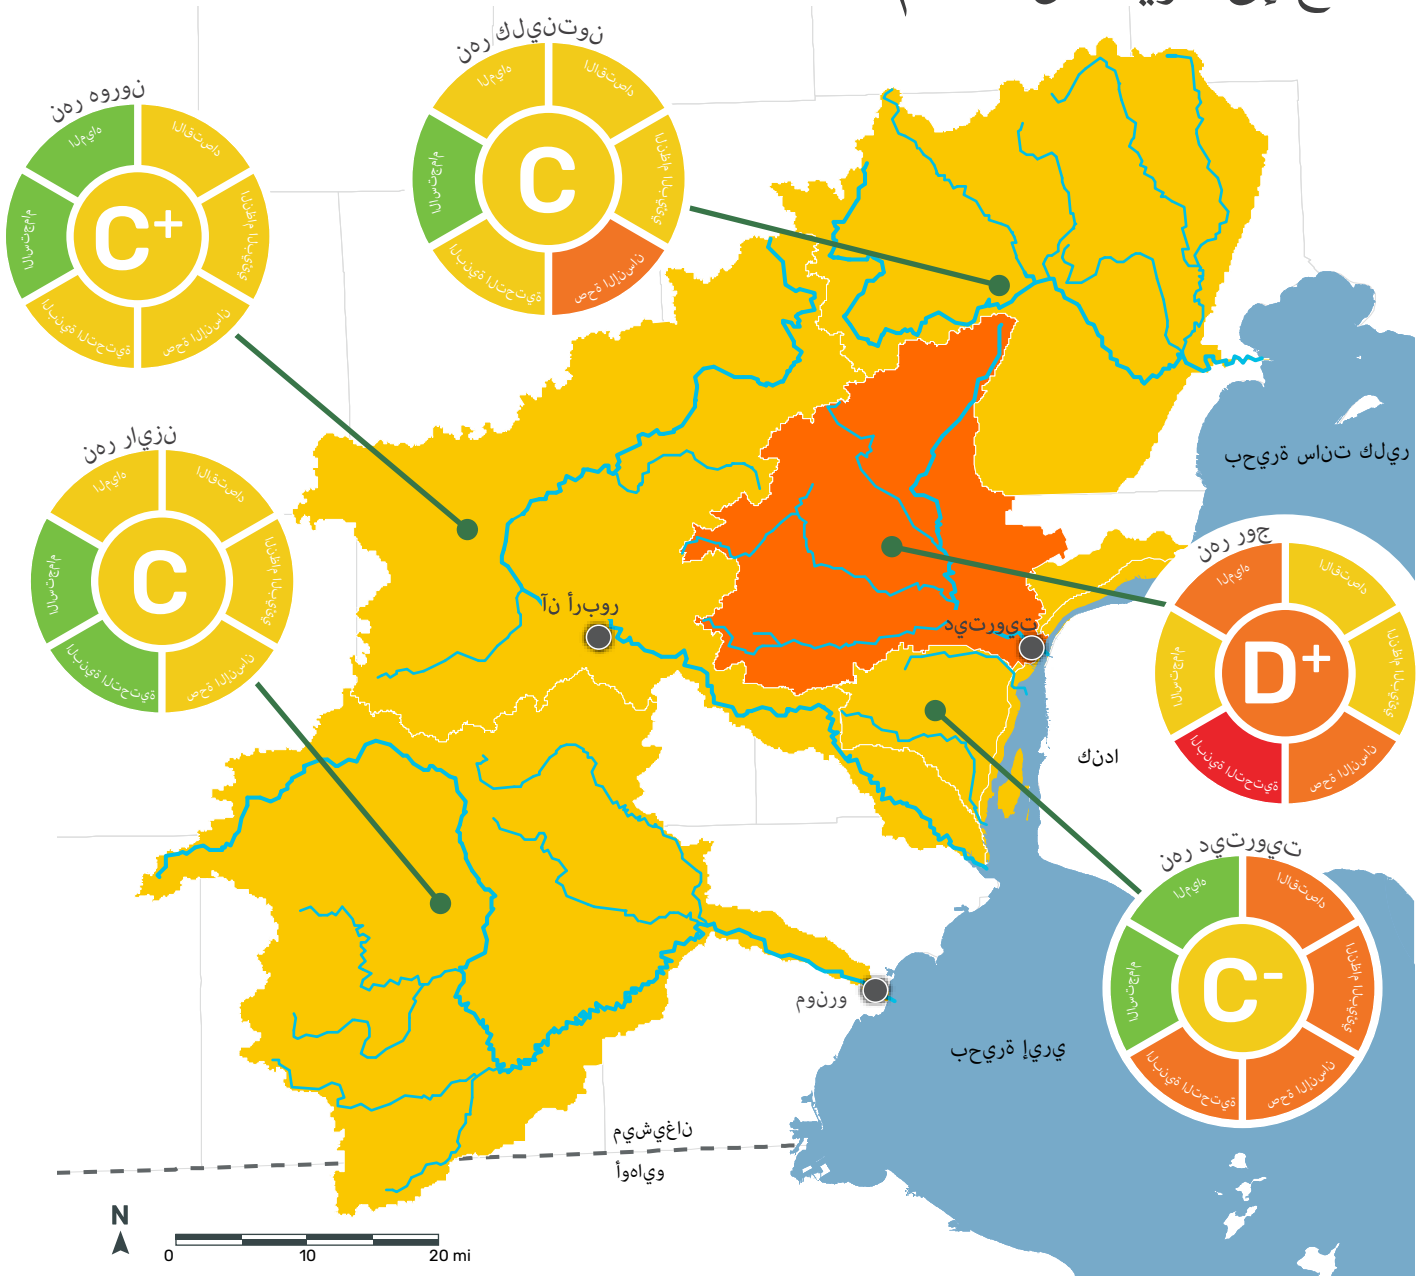 نهر كلينتون
المياه
الاقتصاد
النظام البيئي
صحة الإنسان
البنية التحتية
الاستجمام
C
نهر هورون
المياه
الاقتصاد
النظام البيئي
صحة الإنسان
البنية التحتية
الاستجمام
C+
نهر رايزن
المياه
الاقتصاد
النظام البيئي
صحة الإنسان
البنية التحتية
الاستجمام
C
بحيرة سانت كلير
نهر روج
المياه
الاقتصاد
النظام البيئي
صحة الإنسان
البنية التحتية
الاستجمام
D+
آن أربور
ديترويت
كندا
نهر ديترويت
المياه
الاقتصاد
النظام البيئي
صحة الإنسان
البنية التحتية
الاستجمام
C-
مونرو
بحيرة إيري
ميشيغان
أوهايو
N
0 10 20 mi